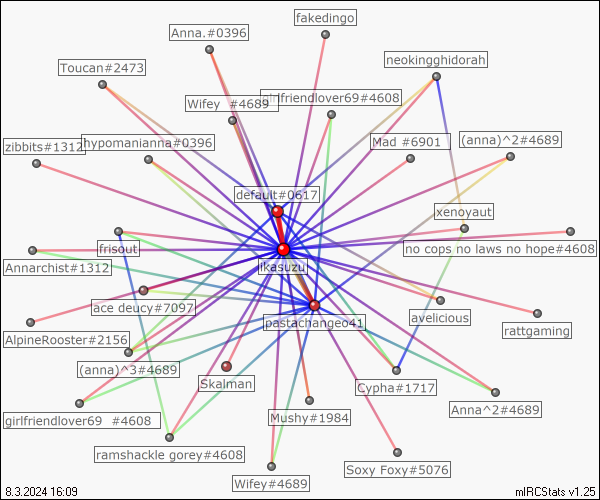 fakedingo
Anna.#0396
neokingghidorah
Toucan#2473
Wifey  #4689
girlfriendlover69#4608
hypomanianna#0396
Mad #6901
(anna)^2#4689
zibbits#1312
default#0617
xenoyaut
frisout
no cops no laws no hope#4608
ikasuzu
Annarchist#1312
ace deucy#7097
avelicious
pastachangeo41
rattgaming
AlpineRooster#2156
(anna)^3#4689
Skalman
Cypha#1717
Mushy#1984
Anna^2#4689
girlfriendlover69  #4608
ramshackle gorey#4608
Soxy Foxy#5076
Wifey#4689
8.3.2024 16:09
mIRCStats v1.25